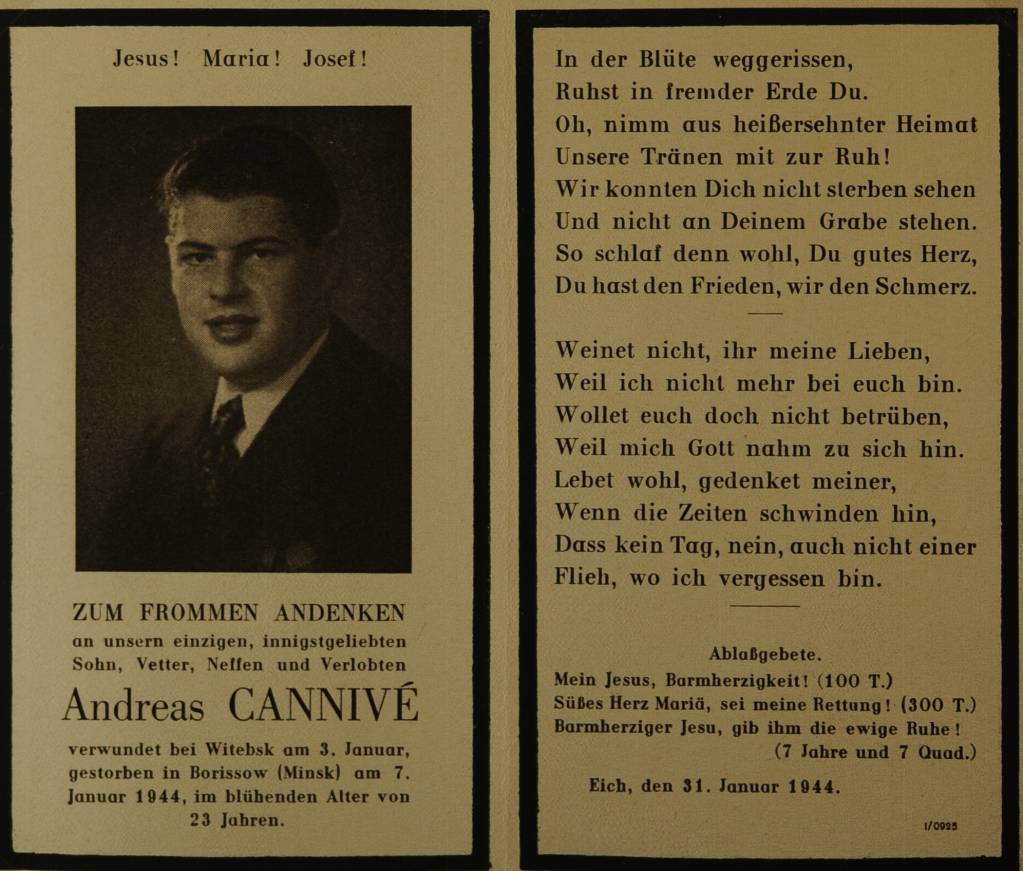 Jesus! Maria! Josef!
ZUM FROMMEN ANDENKEN
an unsern einzigen, innigstgeliebten
Sohn, Vetter, Neffen und Verlobten
Andreas CANNIVÉ
verwundet bei Witebsk am 3. Januar,
gestorben in Borissow (Minsk) am 7.
Januar 1944, im blühenden Alter von
23 Jahren.
In der Blüte weggerissen,
Ruhst in fremder Erde Du.
Oh, nimm aus heißersehnter Heimat
Unsere Tränen mit zur Ruh!
Wir konnten Dich nicht sterben sehen
Und nicht an Deinem Grabe stehen.
So schlaf denn wohl, Du gutes Herz,
Du hast den Frieden, wir den Schmerz.
Weinet nicht, ihr meine Lieben,
Weil ich nicht mehr bei euch bin.
Wollet euch doch nicht betrüben,
Weil mich Gott nahm zu sich hin.
Lebet wohl, gedenket meiner,
Wenn die Zeiten schwinden hin,
Dass kein Tag, nein, auch nicht einer
Flieh, wo ich vergessen bin.
Ablaßgebete.
Mein Jesus, Barmherzigkeit! (100 T.)
Süßes Herz Mariä, sei meine Rettung! (300 T.)
Barmherziger Jesu, gib ihm die ewige Ruhe!
(7 Jahre und 7 Quad.)
Eich, den 31. Januar 1944.
I/0925